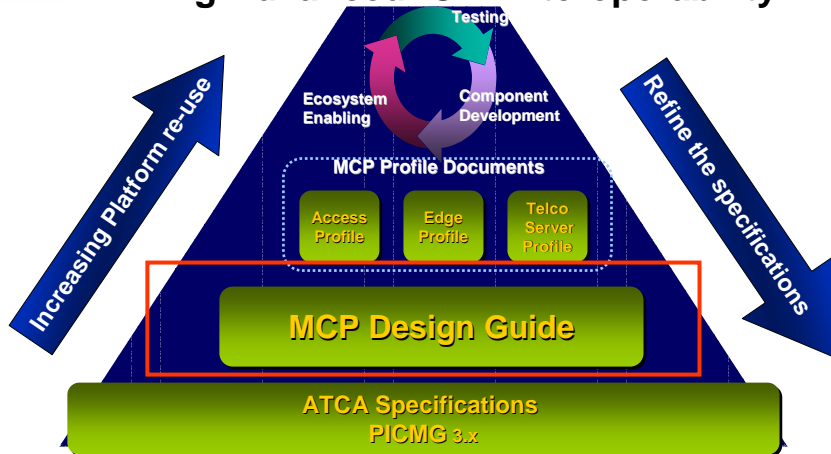 Testing
Ecosystem
Enabling
Component
Development
MCP Profile Documents
Access
Profile
Edge
Profile
Telco
Server
Profile
Increasing Platform re-use
Refine the specifications
MCP Design Guide
ATCA Specifications
PICMG 3.x